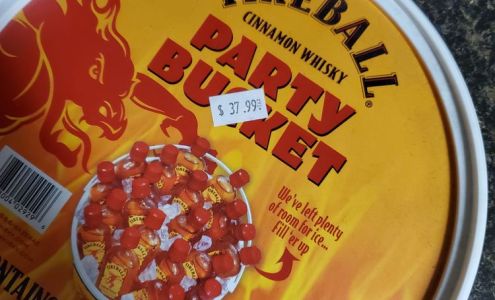 FIREBALL®
CINNAMON WHISKY
PARTY
BUCKET
$ 37.99
We've left plenty
of room for ice...
Fill 'er up